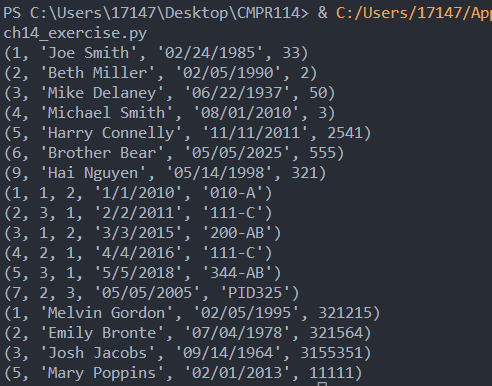 PS C:\Users\17147\Desktop\CMPR114> & C:/Users/17147/App
ch14_exercise.py
(1, 'Joe Smith', '02/24/1985', 33)
(2, 'Beth Miller', '02/05/1990', 2)
(3, 'Mike Delaney', '06/22/1937', 50)
(4, 'Michael Smith', '08/01/2010', 3)
(5, 'Harry Connelly', '11/11/2011', 2541)
(6, 'Brother Bear', '05/05/2025', 555)
(9, 'Hai Nguyen', '05/14/1998', 321)
(1, 1, 2, '1/1/2010', '010-A')
(2, 3, 1, '2/2/2011', '111-C')
(3, 1, 2, '3/3/2015', '200-AB')
(4, 2, 1, '4/4/2016', '111-C')
(5, 3, 1, '5/5/2018', '344-AB')
(7, 2, 3, '05/05/2005', 'PID325')
(1, 'Melvin Gordon', '02/05/1995', 321215)
(2, 'Emily Bronte', '07/04/1978', 321564)
(3, 'Josh Jacobs', '09/14/1964', 3155351)
(5, 'Mary Poppins', '02/01/2013', 11111)